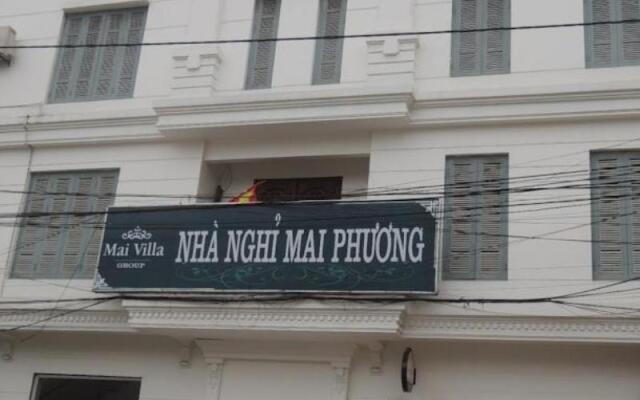 Mai Villa
GROUP
NHÀ NGHỈ MAI PHƯƠNG